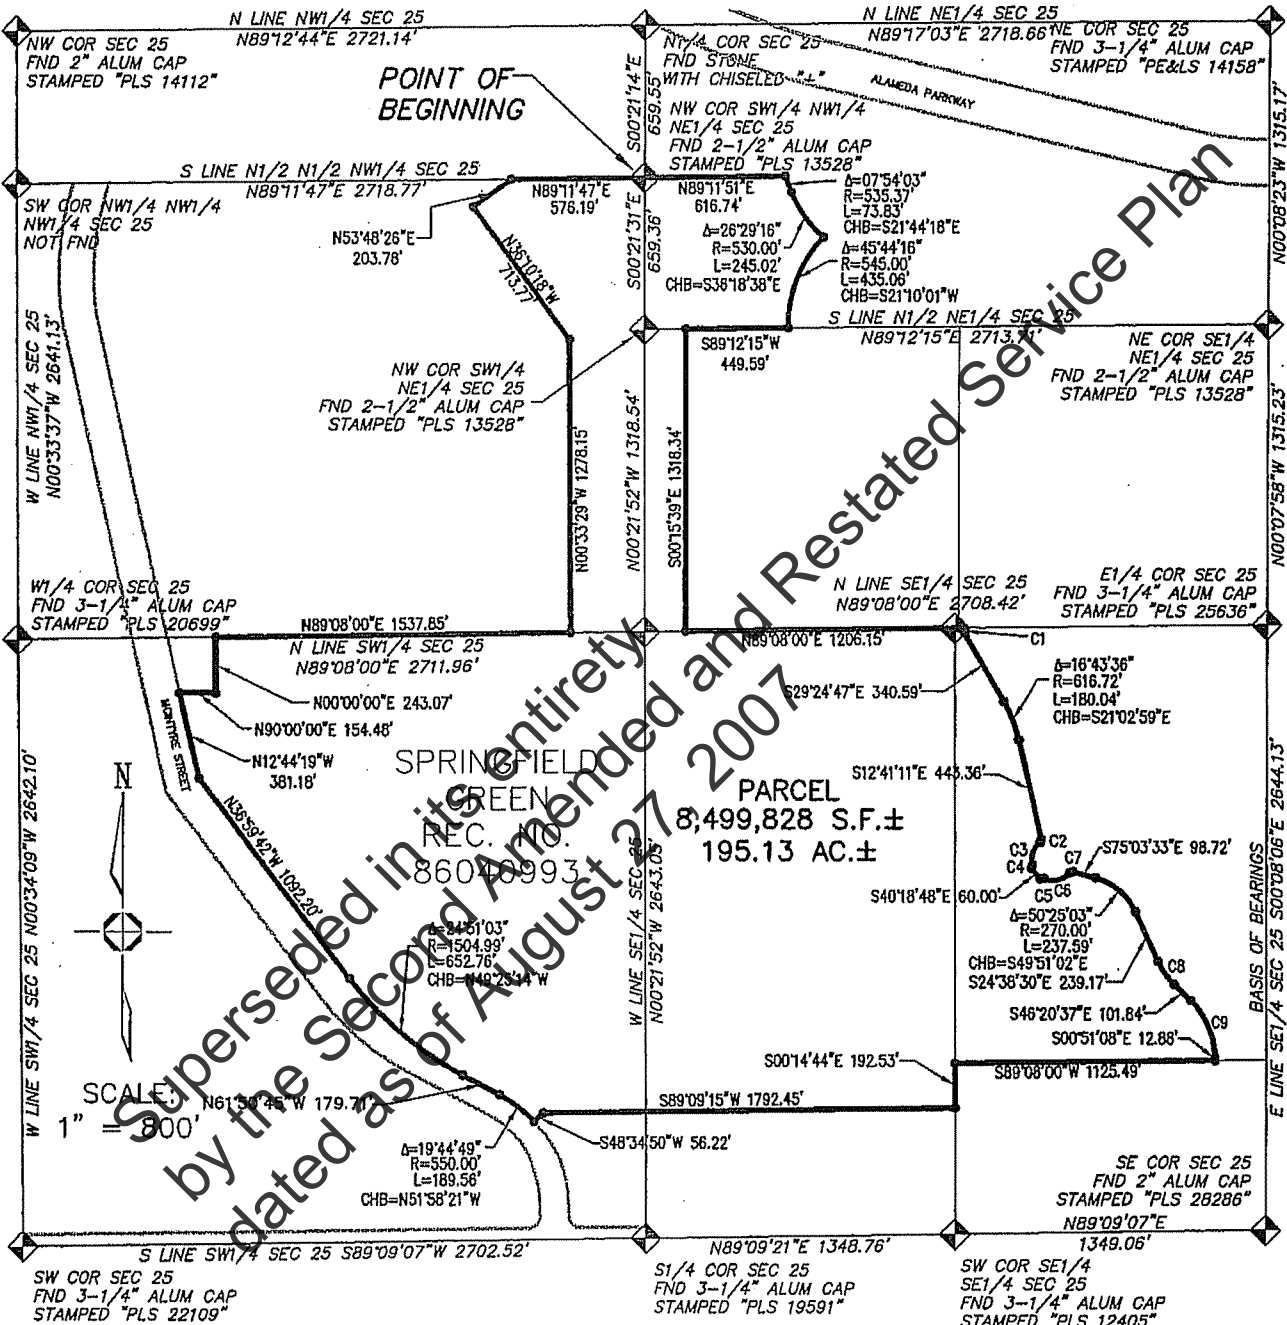 N LINE NW1/4 SEC 25
N89°12'44"E 2721.14'
N LINE NE1/4 SEC 25
N89°17'03"E 2718.66'
NW COR SEC 25
FND 2" ALUM CAP
STAMPED "PLS 14112"
POINT OF
BEGINNING
S00°21'14"E
659.55'
N1/4 COR SEC 25
FND STONE
WITH CHISELED "+"
NE COR SEC 25
FND 3-1/4" ALUM CAP
STAMPED "PE&LS 14158"
ALAMEDA PARKWAY
NW COR SW1/4 NW1/4
NE1/4 SEC 25
FND 2-1/2" ALUM CAP
STAMPED "PLS 13528"
N00°08'23"W 1315.17'
S LINE N1/2 N1/2 NW1/4 SEC 25
N89°11'47"E 2718.77'
SW COR NW1/4 NW1/4
NW1/4 SEC 25
NOT FND
N89°11'47"E
576.19'
N89°11'51"E
616.74'
Δ=07°54'03"
R=535.37'
L=73.83'
CHB=S21°44'18"E
N53°48'26"E
203.78'
N36°10'18"W
713.77'
S00°21'31"E
659.36'
Δ=26°29'16"
R=530.00'
L=245.02'
CHB=S36°18'38"E
Δ=45°44'16"
R=545.00'
L=435.06'
CHB=S21°10'01"W
S LINE N1/2 NE1/4 SEC 25
N89°12'15"E 2713.71'
S89°12'15"W
449.59'
NE COR SE1/4
NE1/4 SEC 25
FND 2-1/2" ALUM CAP
STAMPED "PLS 13528"
W LINE NW1/4 SEC 25
N00°33'37"W 2641.13'
NW COR SW1/4
NE1/4 SEC 25
FND 2-1/2" ALUM CAP
STAMPED "PLS 13528"
N00°33'29"W 1278.15'
N00°21'52"W 1318.54'
S00°15'39"E 1318.34'
N00°07'58"W 1315.23'
W1/4 COR SEC 25
FND 3-1/4" ALUM CAP
STAMPED "PLS 20699"
N LINE SE1/4 SEC 25
N89°08'00"E 2708.42'
E1/4 COR SEC 25
FND 3-1/4" ALUM CAP
STAMPED "PLS 25636"
N89°08'00"E 1537.85'
N LINE SW1/4 SEC 25
N89°08'00"E 2711.96'
N89°08'00"E 1206.15'
C1
N00°00'00"E 243.07'
N90°00'00"E 154.48'
MCINTYRE STREET
N12°44'19"W
381.18'
S29°24'47"E 340.59'
Δ=16°43'36"
R=616.72'
L=180.04'
CHB=S21°02'59"E
SPRINGFIELD
GREEN
REC. NO.
86040993
PARCEL
8,499,828 S.F.±
195.13 AC.±
S12°41'11"E 443.36'
N
N36°59'42"W 1092.20'
C2
C3
C4
C5
C6
C7
S75°03'33"E 98.72'
S40°18'48"E 60.00'
Δ=50°25'03"
R=270.00'
L=237.59'
CHB=S49°51'02"E
S24°38'30"E 239.17'
C8
S46°20'37"E 101.84'
C9
S00°51'08"E 12.88'
Δ=24°51'03"
R=1504.99'
L=652.76'
CHB=N49°25'14"W
W LINE SE1/4 SEC 25
N00°21'52"W 2643.05'
W LINE SW1/4 SEC 25 N00°34'09"W 2642.10'
BASIS OF BEARINGS
E LINE SE1/4 SEC 25 S00°08'06"E 2644.13'
S00°14'44"E 192.53'
S89°08'00"W 1125.49'
SCALE:
1" = 800'
N61°50'45"W 179.71'
S89°09'15"W 1792.45'
S48°34'50"W 56.22'
Δ=19°44'49"
R=550.00'
L=189.56'
CHB=N51°58'21"W
SE COR SEC 25
FND 2" ALUM CAP
STAMPED "PLS 28286"
S LINE SW1/4 SEC 25 S89°09'07"W 2702.52'
N89°09'21"E 1348.76'
N89°09'07"E
1349.06'
SW COR SEC 25
FND 3-1/4" ALUM CAP
STAMPED "PLS 22109"
S1/4 COR SEC 25
FND 3-1/4" ALUM CAP
STAMPED "PLS 19591"
SW COR SE1/4
SE1/4 SEC 25
FND 3-1/4" ALUM CAP
STAMPED "PLS 12405"
Superseded in its entirety
by the Second Amended and Restated Service Plan
dated as of August 27, 2007